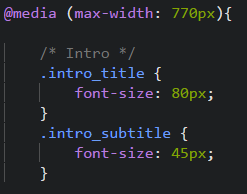 @media (max-width: 770px){
/* Intro */
.intro_title {
font-size: 80px;
}
.intro_subtitle {
font-size: 45px;
}